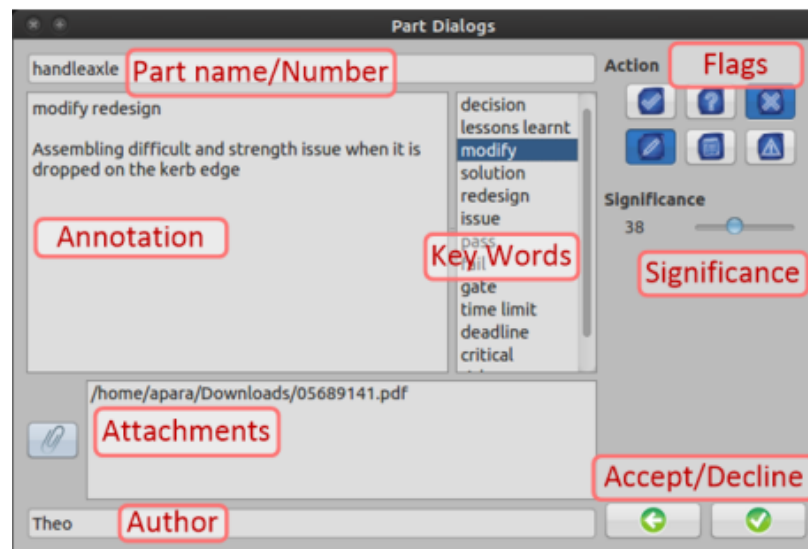 Part Dialogs
handleaxle
Part name/Number
Action
Flags
modify redesign
Assembling difficult and strength issue when it is
dropped on the kerb edge
Annotation
decision
lessons learnt
modify
solution
redesign
issue
pass
fail
Key Words
gate
time limit
deadline
critical
Significance
38
Significance
/home/apara/Downloads/05689141.pdf
Attachments
Accept/Decline
Theo
Author